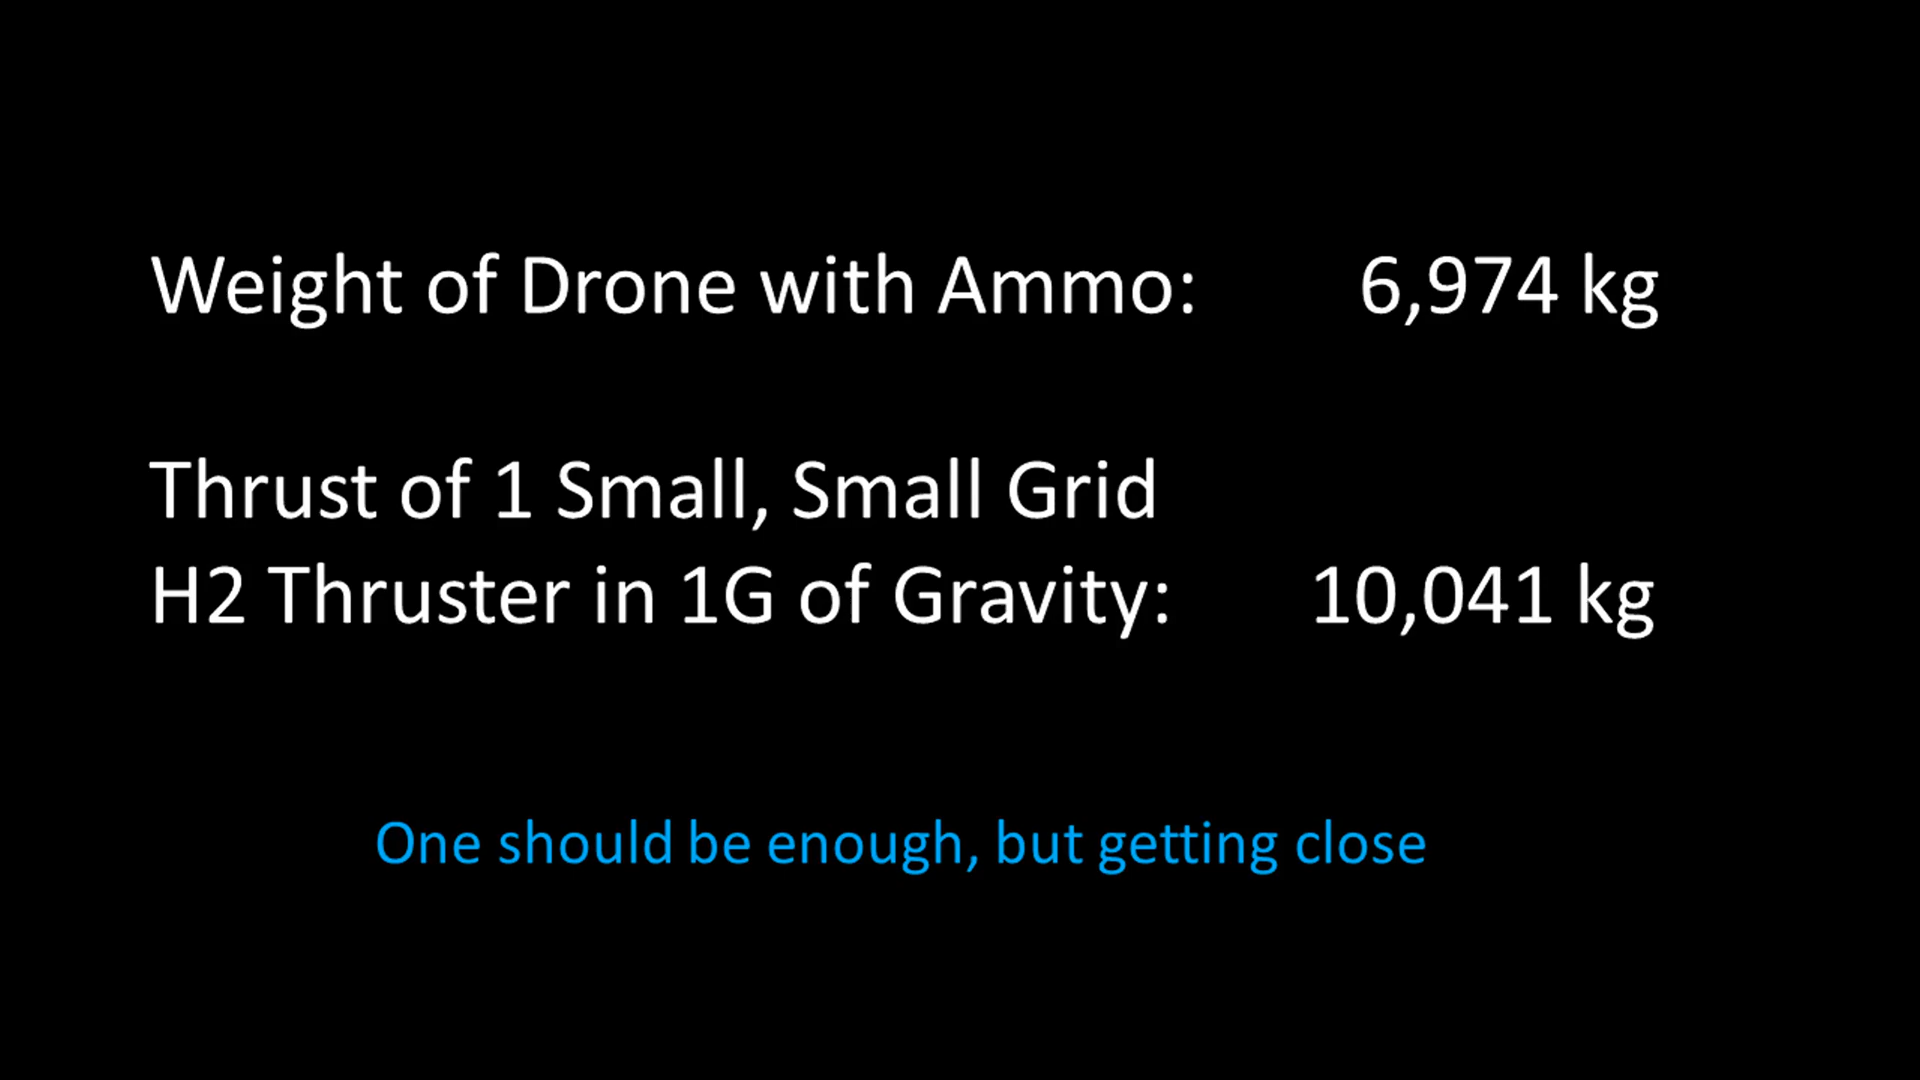 Weight of Drone with Ammo: 6,974 kg
Thrust of 1 Small, Small Grid
H2 Thruster in 1G of Gravity: 10,041 kg
One should be enough, but getting close